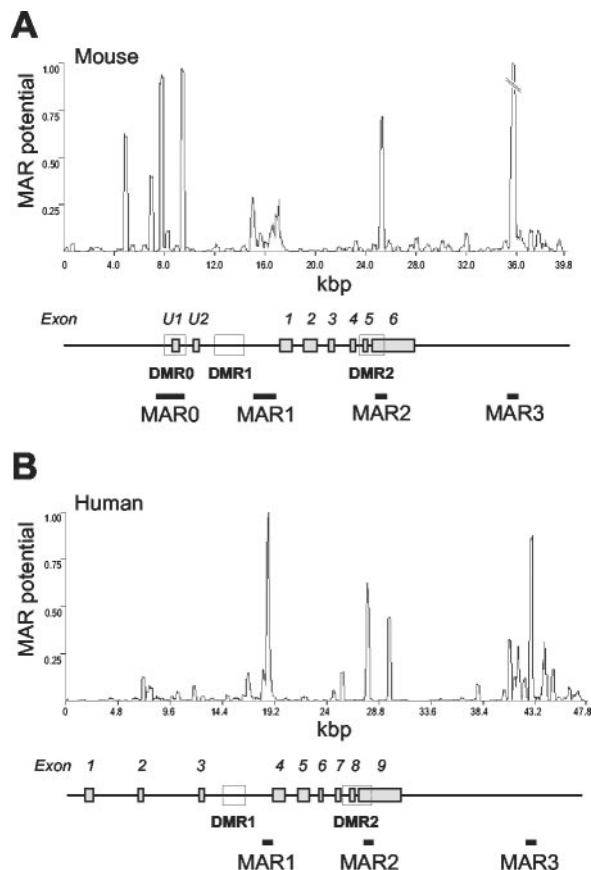 A
Mouse
MAR potential
1.00
0.75
0.50
0.25
0 4.0 8.0 12.0 16.0 20.0 24.0 28.0 32.0 36.0 39.8
kbp
Exon U1 U2 1 2 3 4 5 6
DMR0 DMR1 DMR2
MAR0 MAR1 MAR2 MAR3
B
Human
MAR potential
1.00
0.75
0.50
0.25
0 4.8 9.6 14.4 19.2 24.0 28.8 33.6 38.4 43.2 47.8
kbp
Exon 1 2 3 4 5 6 7 8 9
DMR1 DMR2
MAR1 MAR2 MAR3